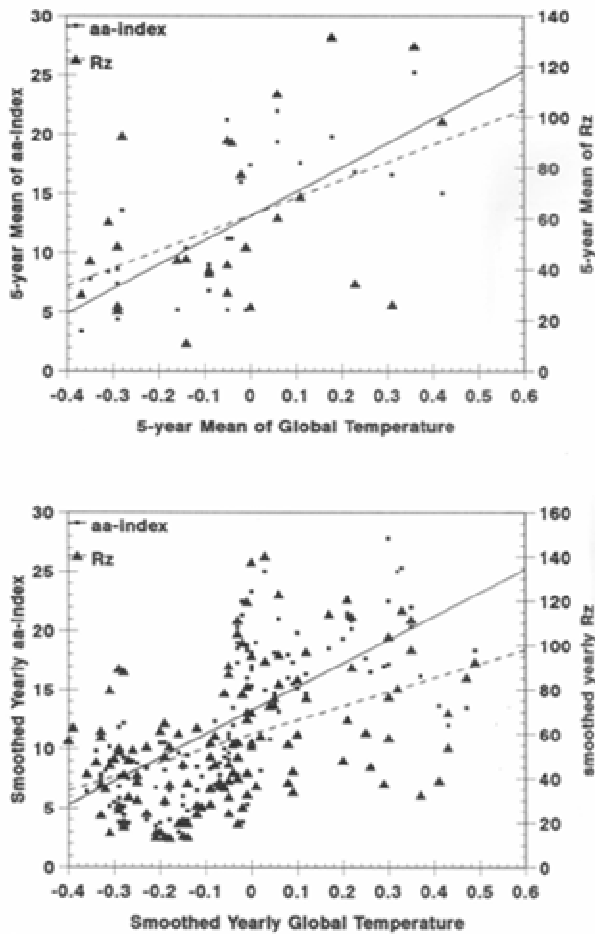 30
25
20
15
10
5
0
5-year Mean of aa-index
aa-index
Rz
140
120
100
80
60
40
20
0
5-year Mean of Rz
-0.4 -0.3 -0.2 -0.1 0 0.1 0.2 0.3 0.4 0.5 0.6
5-year Mean of Global Temperature
30
25
20
15
10
5
0
Smoothed Yearly aa-index
aa-index
Rz
160
140
120
100
80
60
40
20
0
smoothed yearly Rz
-0.4 -0.3 -0.2 -0.1 0 0.1 0.2 0.3 0.4 0.5 0.6
Smoothed Yearly Global Temperature